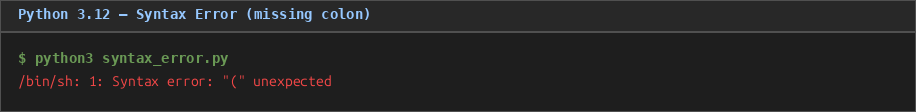 Python 3.12 — Syntax Error (missing colon)
$ python3 syntax_error.py
/bin/sh: 1: Syntax error: "(" unexpected